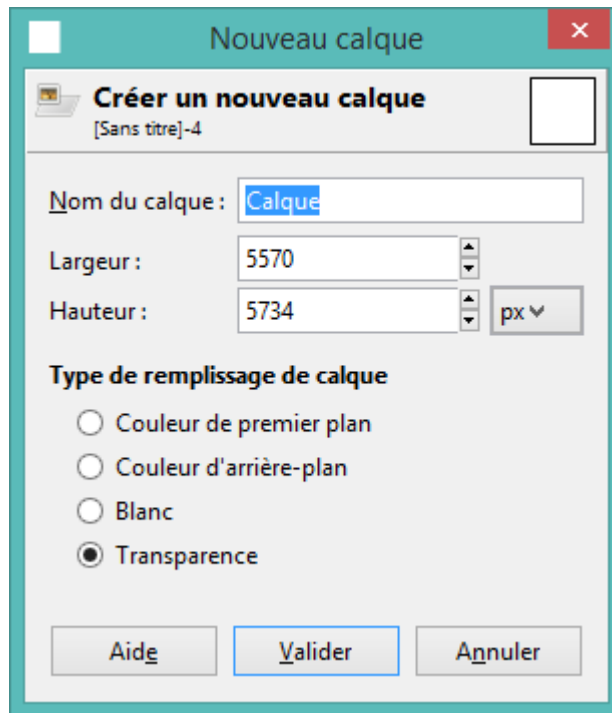 Nouveau calque
Créer un nouveau calque
[Sans titre]-4
Nom du calque : Calque
Largeur : 5570
Hauteur : 5734 px
Type de remplissage de calque
Couleur de premier plan
Couleur d'arrière-plan
Blanc
Transparence
Aide Valider Annuler